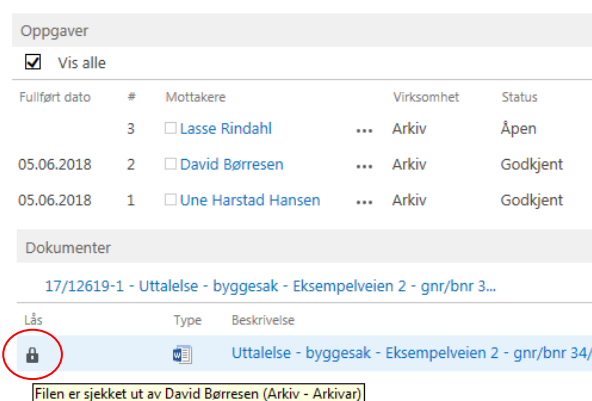 Oppgaver
Vis alle
Fullført dato # Mottakere Virksomhet Status
3 Lasse Rindahl ... Arkiv Åpen
05.06.2018 2 David Børresen ... Arkiv Godkjent
05.06.2018 1 Une Harstad Hansen ... Arkiv Godkjent
Dokumenter
17/12619-1 - Uttalelse - byggesak - Eksempelveien 2 - gnr/bnr 3...
Lås Type Beskrivelse
Uttalelse - byggesak - Eksempelveien 2 - gnr/bnr 34/
Filen er sjekket ut av David Børresen (Arkiv - Arkivar)